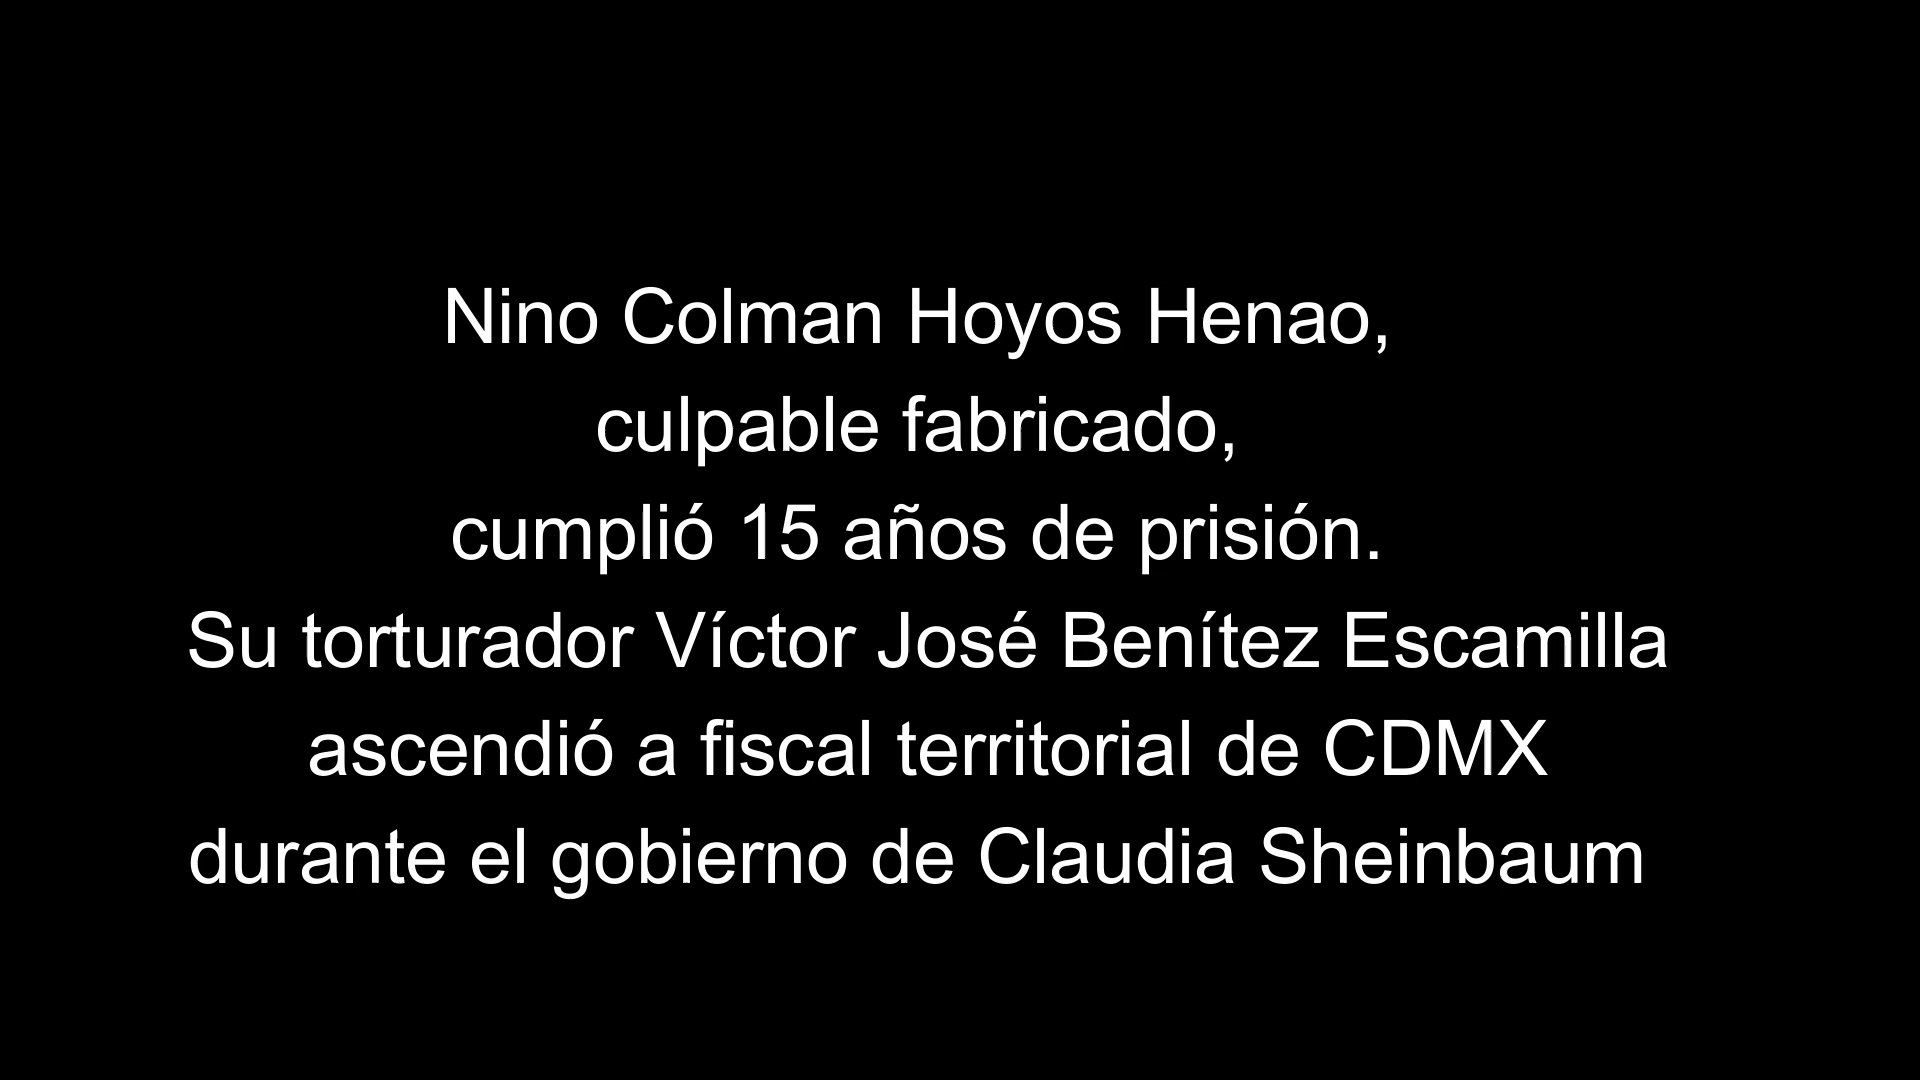 Nino Colman Hoyos Henao,
culpable fabricado,
cumplió 15 años de prisión.
Su torturador Víctor José Benítez Escamilla
ascendió a fiscal territorial de CDMX
durante el gobierno de Claudia Sheinbaum